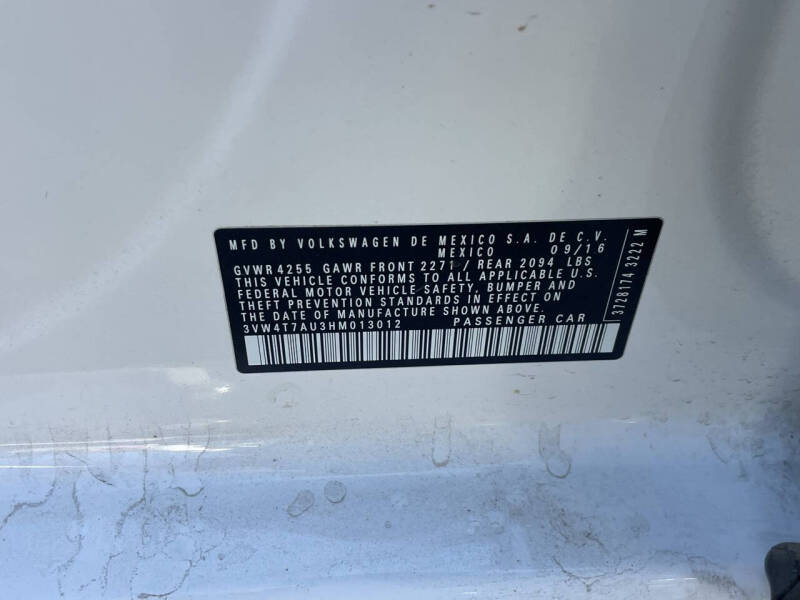 MFD BY VOLKSWAGEN DE MEXICO S.A. DE C.V.
MEXICO 09/16
GVWR 4255 GAWR FRONT 2271 / REAR 2094 LBS
THIS VEHICLE CONFORMS TO ALL APPLICABLE U.S.
FEDERAL MOTOR VEHICLE SAFETY, BUMPER AND
THEFT PREVENTION STANDARDS IN EFFECT ON
THE DATE OF MANUFACTURE SHOWN ABOVE.
3VW4T7AU3HM013012 PASSENGER CAR
3728174 3222 M